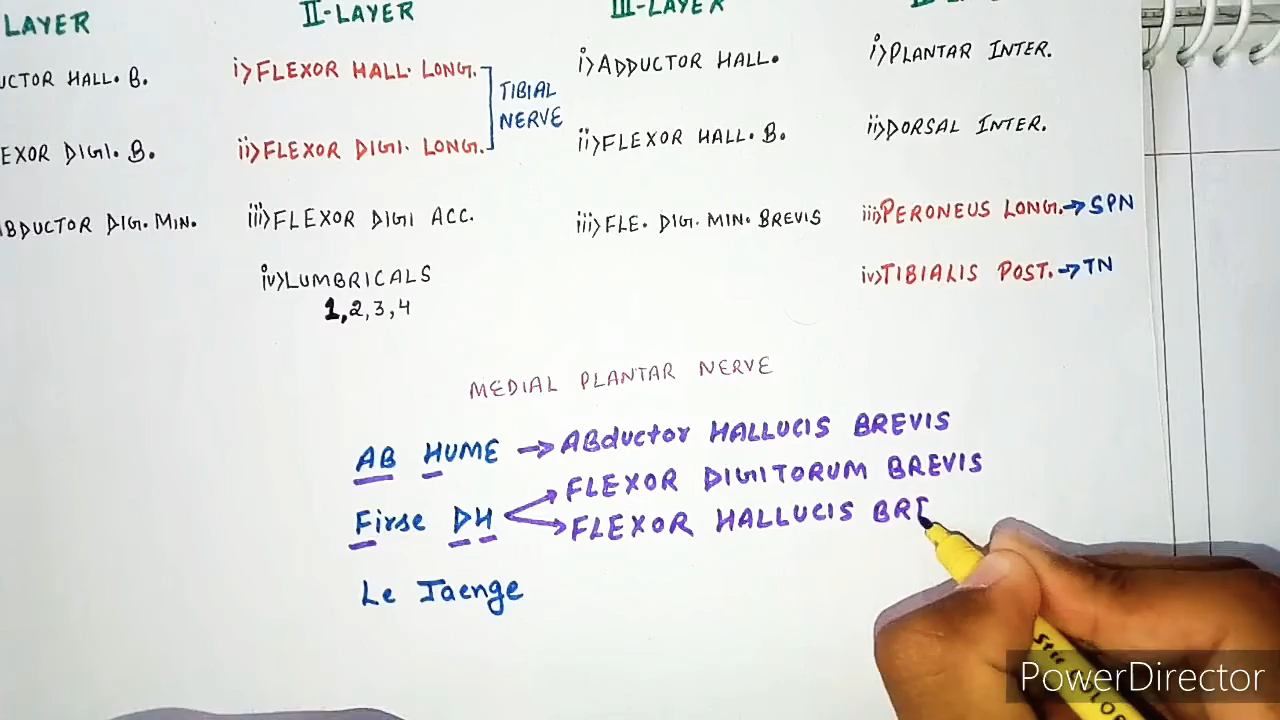 LAYER
II-LAYER
III-LAYER
UCTOR HALL. B.
EXOR DIGI. B.
ABDUCTOR DIG. MIN.
i) FLEXOR HALL. LONG.
ii) FLEXOR DIGI. LONG.
TIBIAL
NERVE
iii) FLEXOR DIGI ACC.
iv) LUMBRICALS
1, 2, 3, 4
i) ADDUCTOR HALL.
ii) FLEXOR HALL. B.
iii) FLE. DIG. MIN. BREVIS
i) PLANTAR INTER.
ii) DORSAL INTER.
iii) PERONEUS LONG. → SPN
iv) TIBIALIS POST. → TN
MEDIAL PLANTAR NERVE
AB HUME → ABductor HALLUCIS BREVIS
Firse DH → FLEXOR DIGITORUM BREVIS
→ FLEXOR HALLUCIS BRE
Le Jaenge
PowerDirector